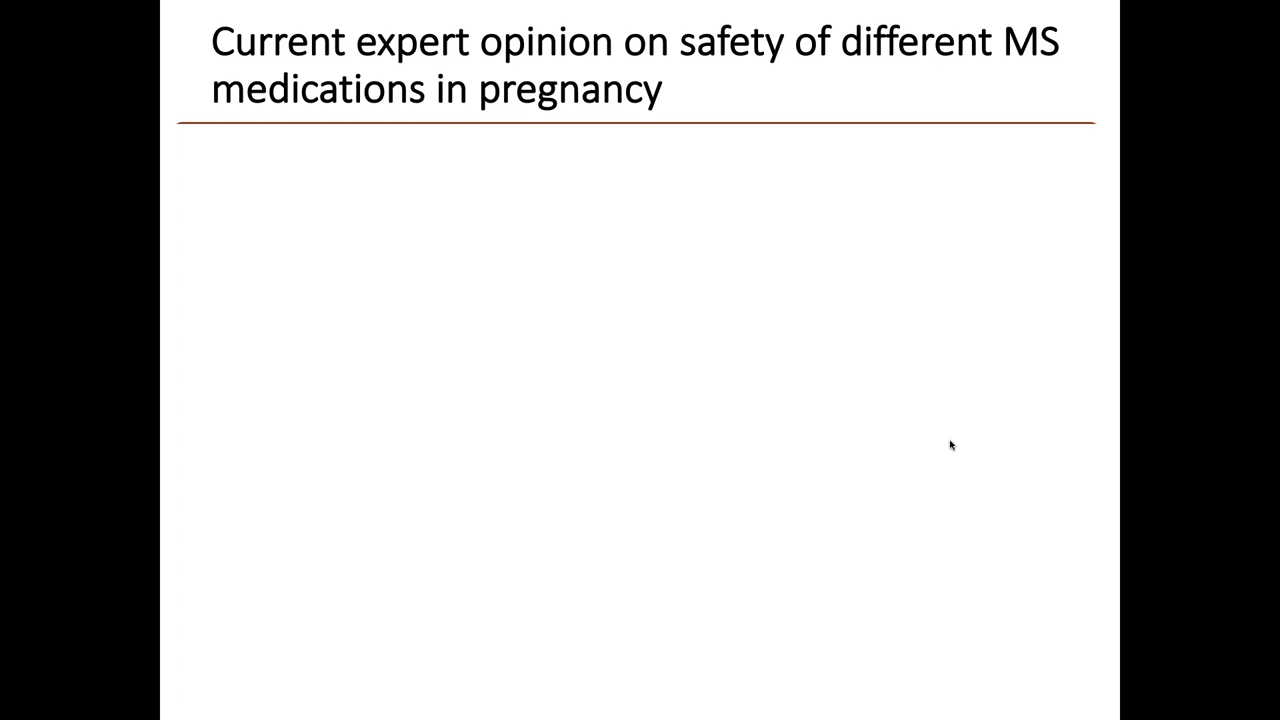 Current expert opinion on safety of different MS
medications in pregnancy